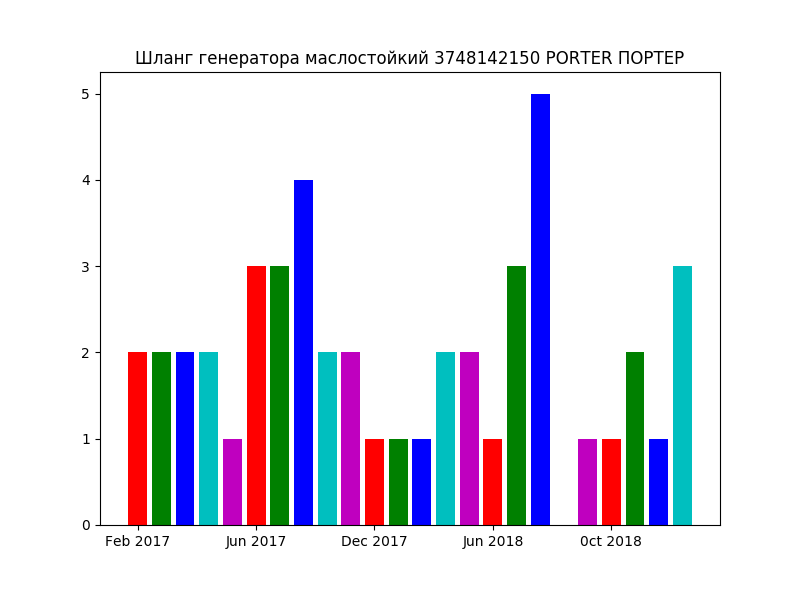 Шланг генератора маслостойкий 3748142150 PORTER ПОРТЕР
5
4
3
2
1
0
Feb 2017
Jun 2017
Dec 2017
Jun 2018
Oct 2018